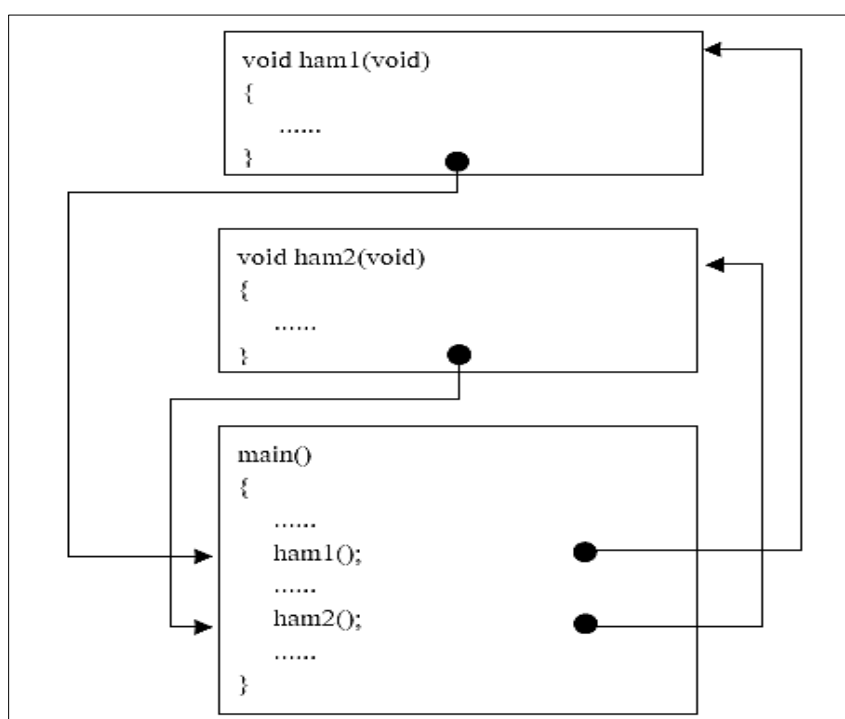 void ham1(void)
{
......
}
void ham2(void)
{
......
}
main()
{
......
ham1();
......
ham2();
......
}